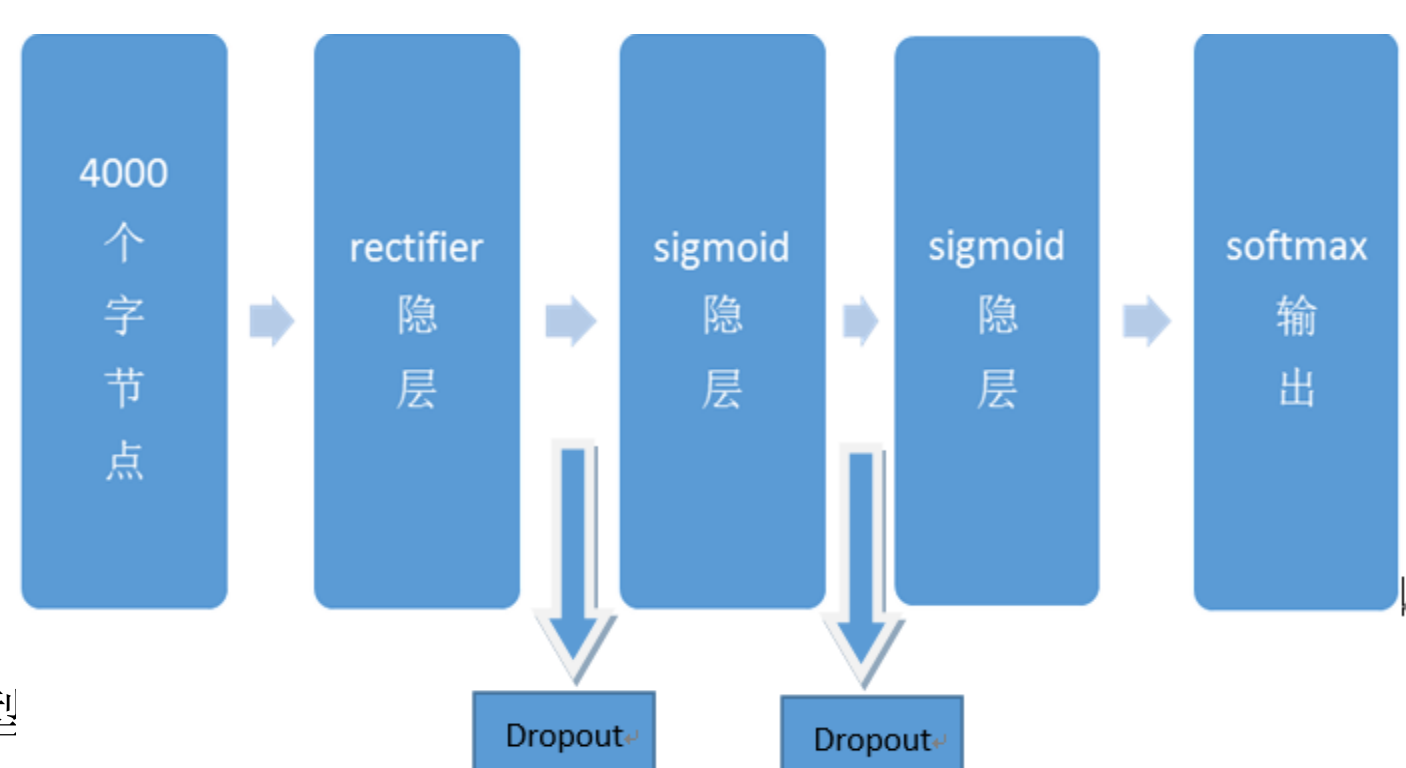 4000
个
字
节
点
rectifier
隐
层
sigmoid
隐
层
sigmoid
隐
层
softmax
输
出
Dropout
Dropout